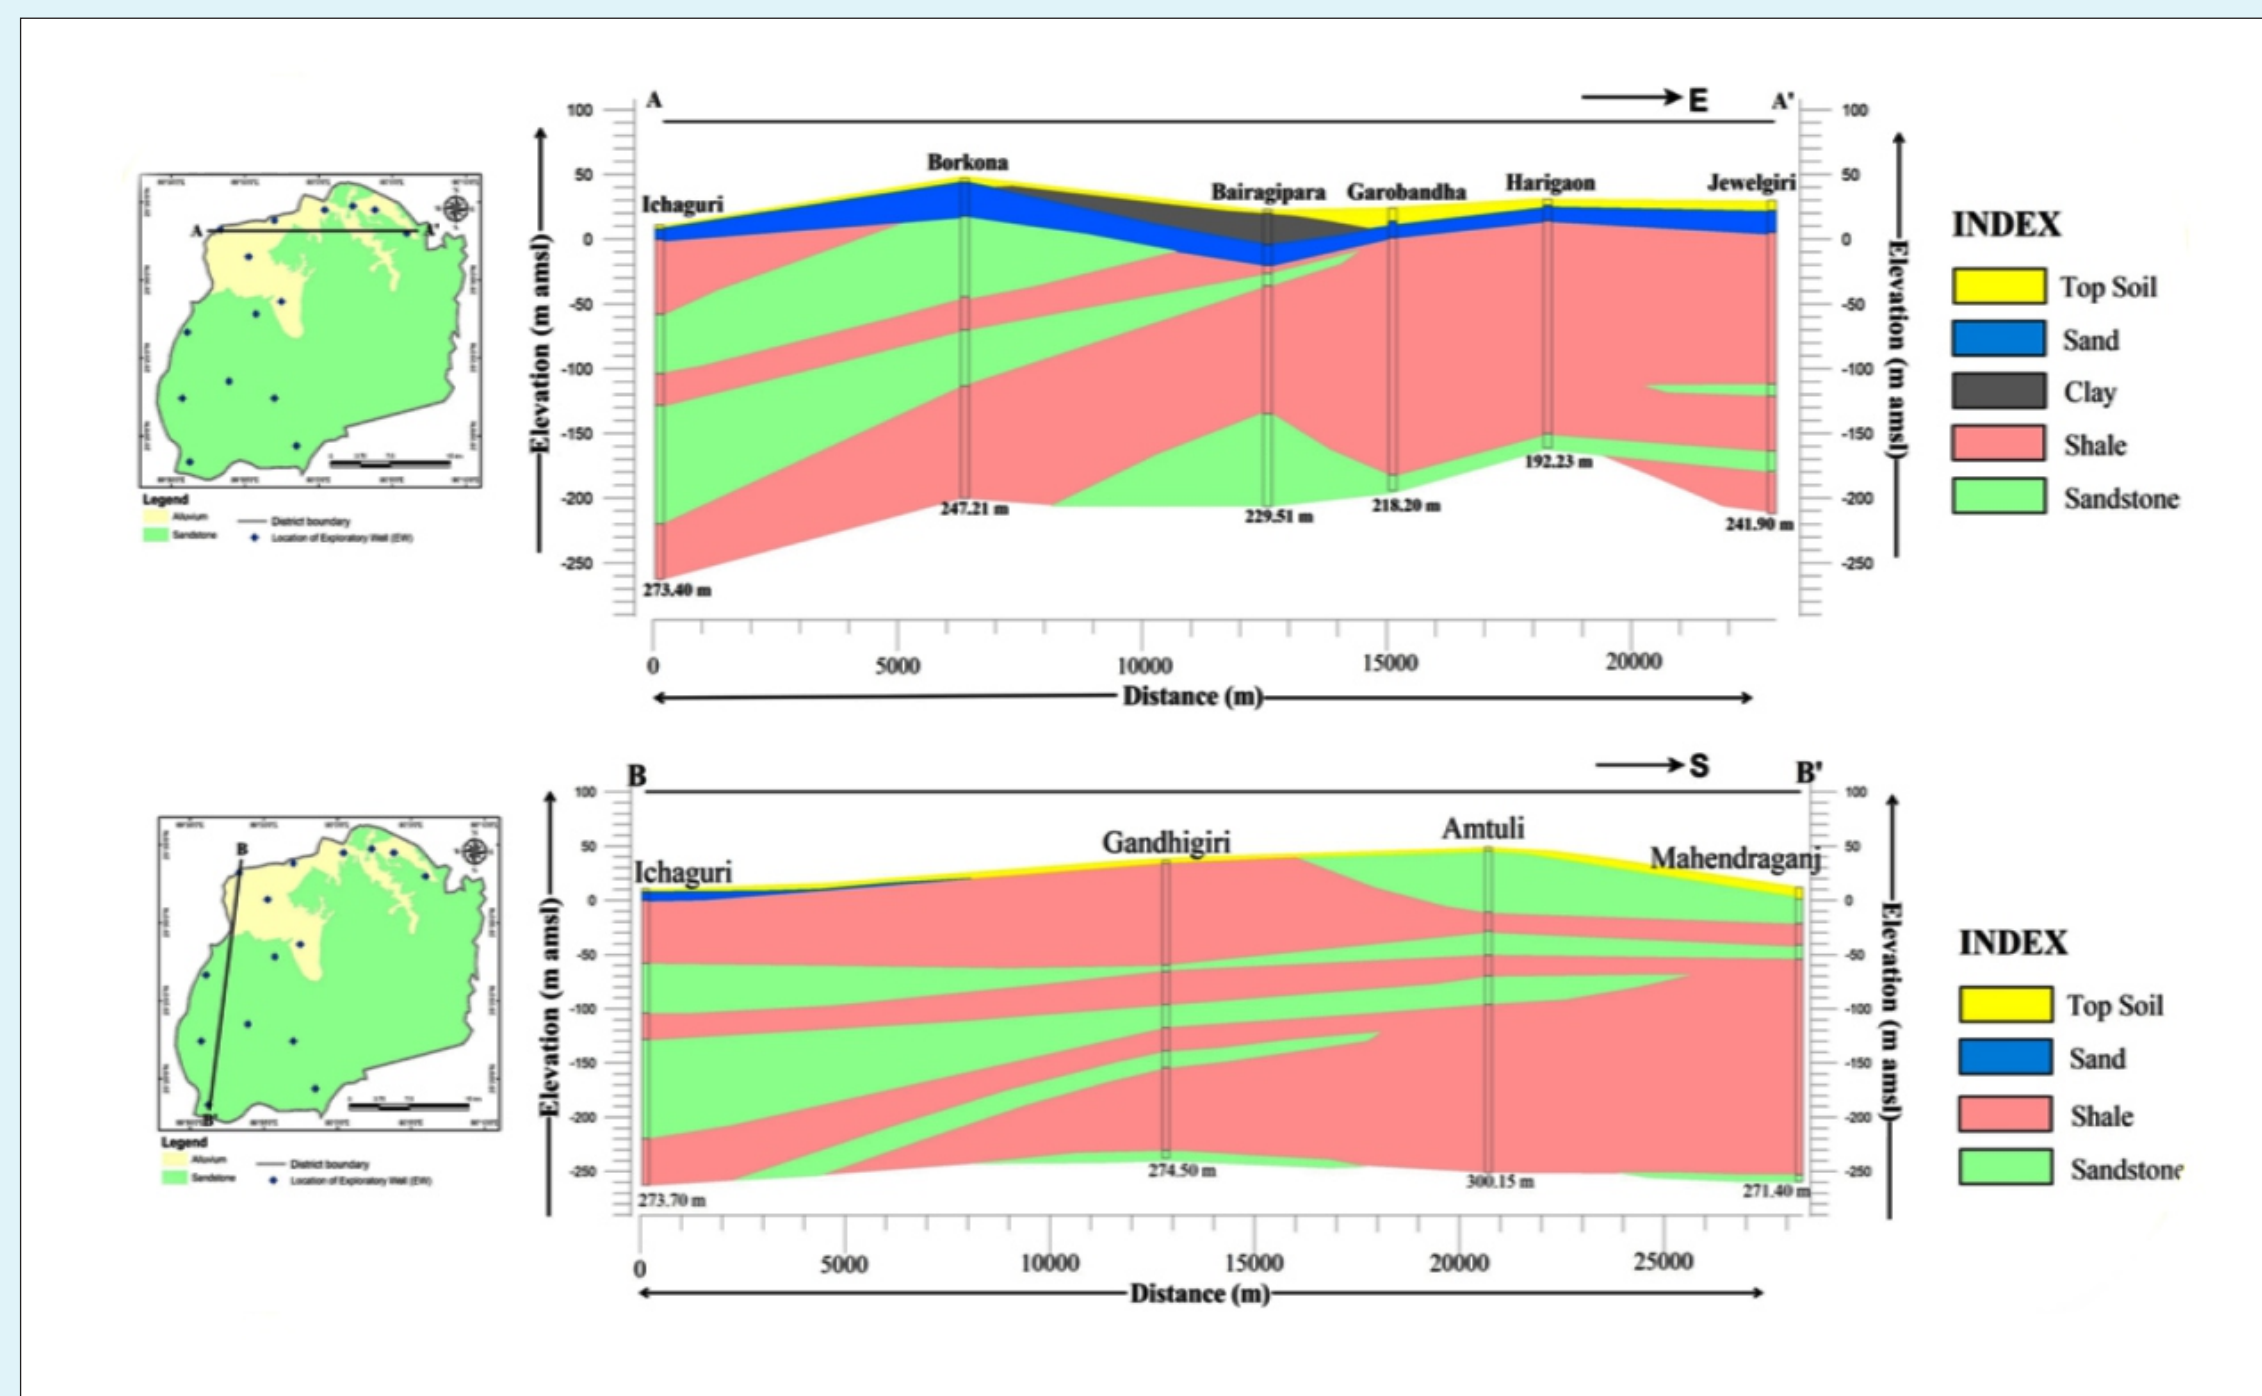 A
E
A'
100
50
0
-50
-100
-150
-200
-250
Elevation (m amsl)
Ichaguri
Borkona
Bairagipara
Garobandha
Harigaon
Jewelgiri
273.40 m
247.21 m
229.51 m
218.20 m
192.23 m
241.90 m
100
50
0
-50
-100
-150
-200
-250
Elevation (m amsl)
0
5000
10000
15000
20000
Distance (m)
INDEX
Top Soil
Sand
Clay
Shale
Sandstone
A
A'
Legend
Alluvium
Sandstone
District boundary
Location of Exploratory Well (EW)
B
S
B'
100
50
0
-50
-100
-150
-200
-250
Elevation (m amsl)
Ichaguri
Gandhigiri
Amtuli
Mahendraganj
273.70 m
274.50 m
300.15 m
271.40 m
100
50
0
-50
-100
-150
-200
-250
Elevation (m amsl)
0
5000
10000
15000
20000
25000
Distance (m)
INDEX
Top Soil
Sand
Shale
Sandstone
B
B'
Legend
Alluvium
Sandstone
District boundary
Location of Exploratory Well (EW)